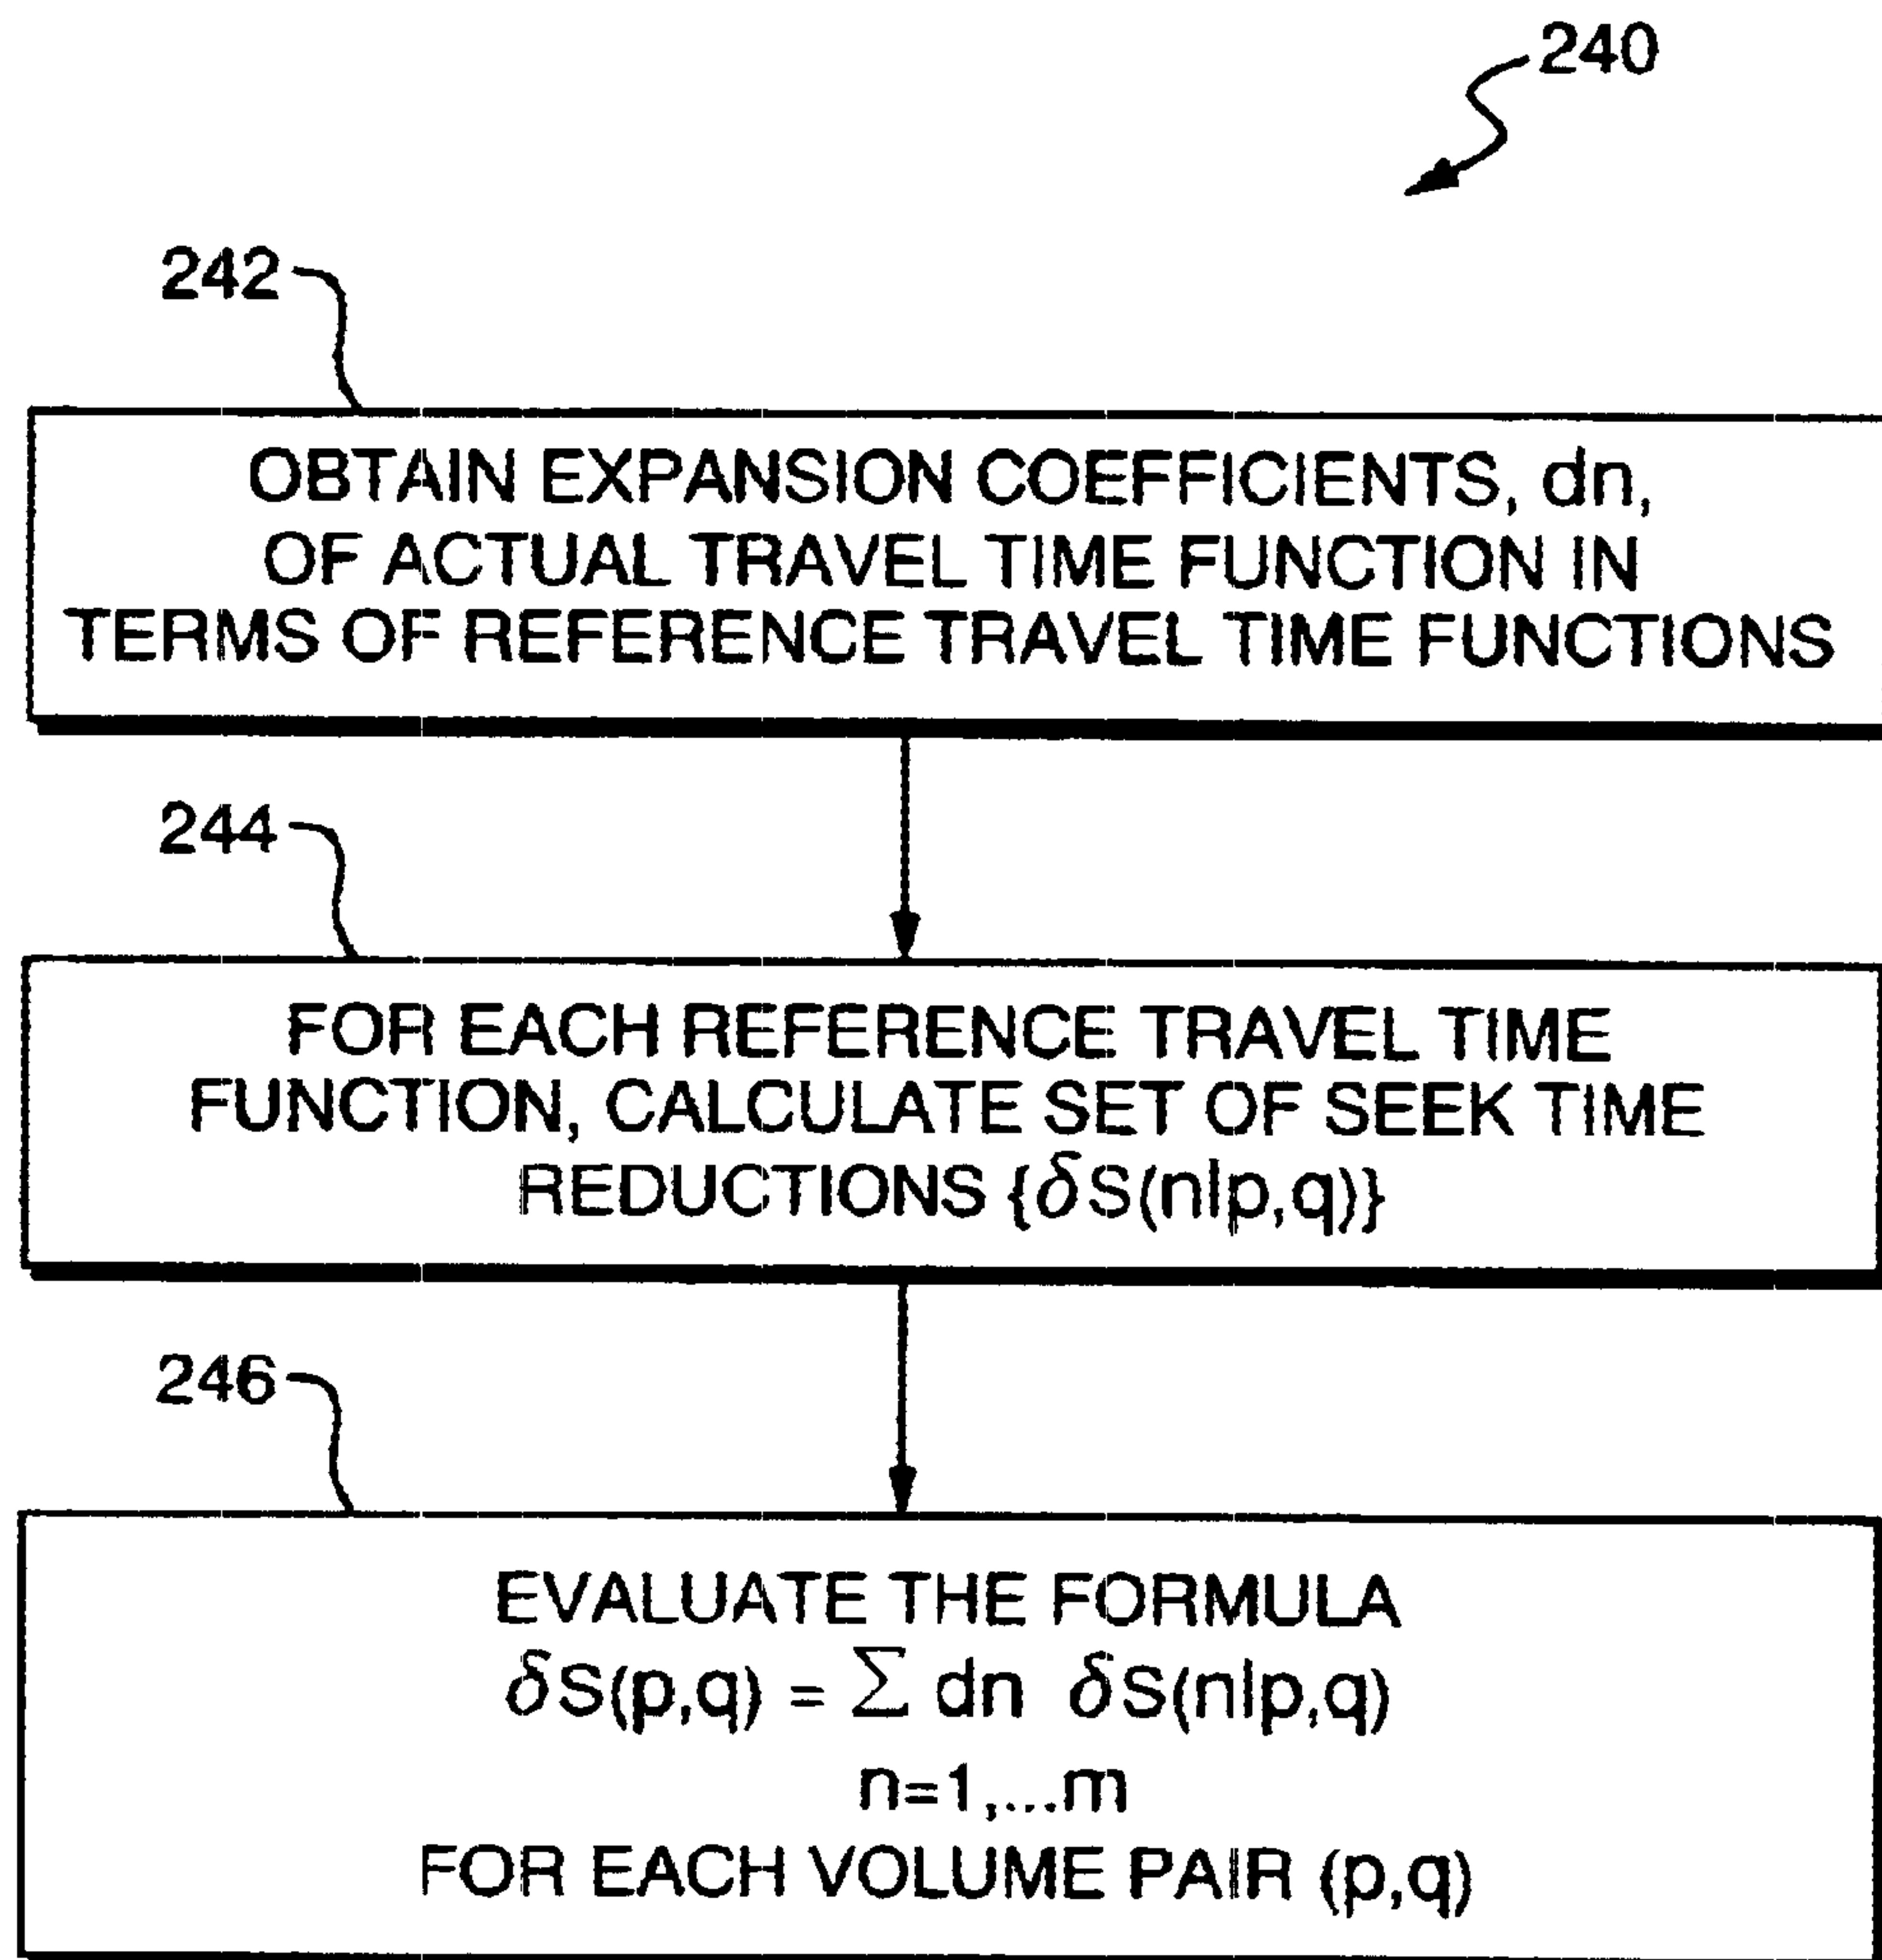 240
242
OBTAIN EXPANSION COEFFICIENTS, dn,
OF ACTUAL TRAVEL TIME FUNCTION IN
TERMS OF REFERENCE TRAVEL TIME FUNCTIONS
244
FOR EACH REFERENCE TRAVEL TIME
FUNCTION, CALCULATE SET OF SEEK TIME
REDUCTIONS {δS(n|p,q)}
246
EVALUATE THE FORMULA
δS(p,q) = Σ dn δS(n|p,q)
n=1,...m
FOR EACH VOLUME PAIR (p,q)